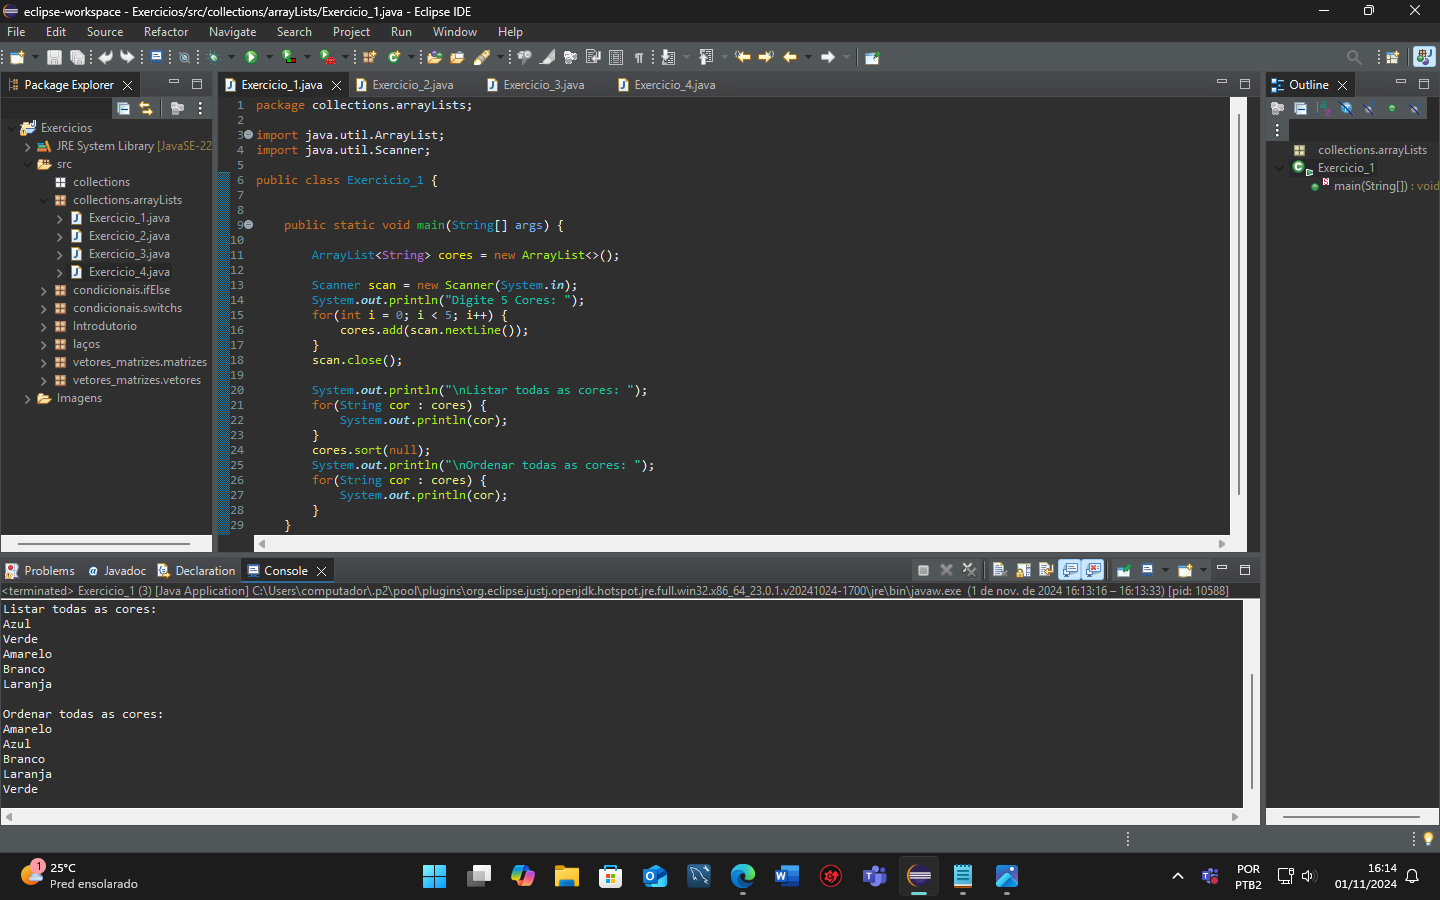 eclipse-workspace - Exercicios/src/collections/arrayLists/Exercicio_1.java - Eclipse IDE
File Edit Source Refactor Navigate Search Project Run Window Help
Package Explorer
Exercicios
JRE System Library [JavaSE-22
src
collections
collections.arrayLists
Exercicio_1.java
Exercicio_2.java
Exercicio_3.java
Exercicio_4.java
condicionais.ifElse
condicionais.switchs
Introdutorio
laços
vetores_matrizes.matrizes
vetores_matrizes.vetores
Imagens
Exercicio_1.java Exercicio_2.java Exercicio_3.java Exercicio_4.java
1 package collections.arrayLists;
2
3 import java.util.ArrayList;
4 import java.util.Scanner;
5
6 public class Exercicio_1 {
7
8
9 public static void main(String[] args) {
10
11 ArrayList<String> cores = new ArrayList<>();
12
13 Scanner scan = new Scanner(System.in);
14 System.out.println("Digite 5 Cores: ");
15 for(int i = 0; i < 5; i++) {
16 cores.add(scan.nextLine());
17 }
18 scan.close();
19
20 System.out.println("\nListar todas as cores: ");
21 for(String cor : cores) {
22 System.out.println(cor);
23 }
24 cores.sort(null);
25 System.out.println("\nOrdenar todas as cores: ");
26 for(String cor : cores) {
27 System.out.println(cor);
28 }
29 }
Outline
collections.arrayLists
Exercicio_1
main(String[]) : void
Problems Javadoc Declaration Console
<terminated> Exercicio_1 (3) [Java Application] C:\Users\computador\.p2\pool\plugins\org.eclipse.justj.openjdk.hotspot.jre.full.win32.x86_64_23.0.1.v20241024-1700\jre\bin\javaw.exe (1 de nov. de 2024 16:13:16 – 16:13:33) [pid: 10588]
Listar todas as cores:
Azul
Verde
Amarelo
Branco
Laranja
Ordenar todas as cores:
Amarelo
Azul
Branco
Laranja
Verde
1
25°C
Pred ensolarado
POR
PTB2
16:14
01/11/2024